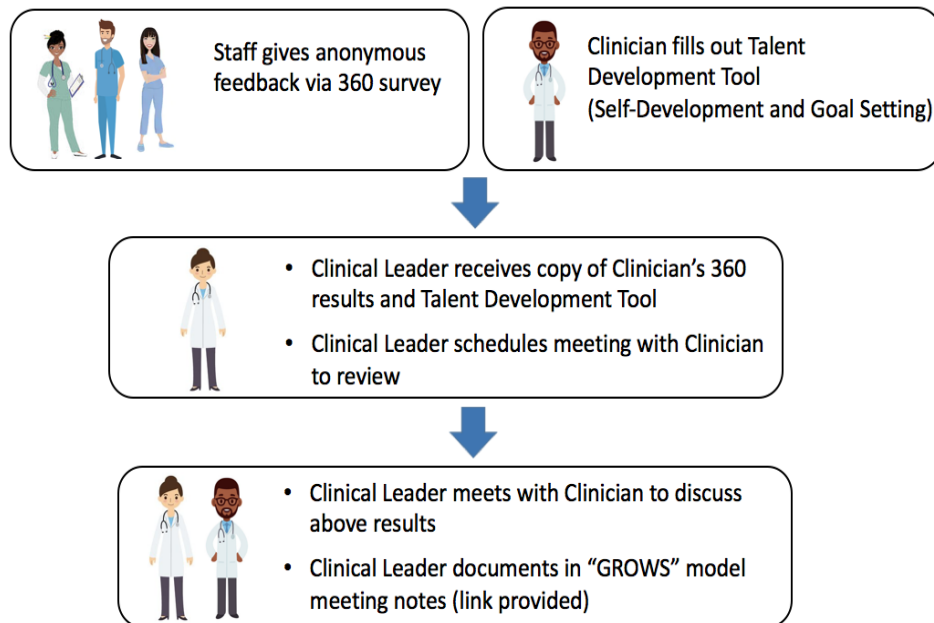 Staff gives anonymous
feedback via 360 survey
Clinician fills out Talent
Development Tool
(Self-Development and Goal Setting)
• Clinical Leader receives copy of Clinician's 360
results and Talent Development Tool
• Clinical Leader schedules meeting with Clinician
to review
• Clinical Leader meets with Clinician to discuss
above results
• Clinical Leader documents in “GROWS” model
meeting notes (link provided)